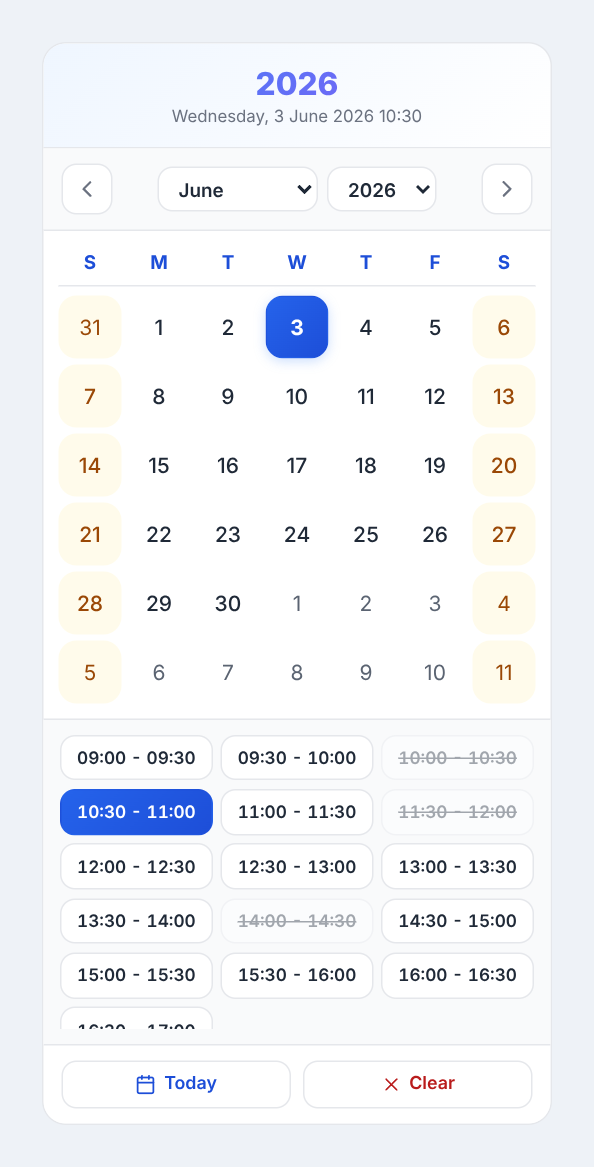 2026
Wednesday, 3 June 2026 10:30
June 2026
S M T W T F S
31 1 2 3 4 5 6
7 8 9 10 11 12 13
14 15 16 17 18 19 20
21 22 23 24 25 26 27
28 29 30 1 2 3 4
5 6 7 8 9 10 11
09:00 - 09:30 09:30 - 10:00 10:00 - 10:30
10:30 - 11:00 11:00 - 11:30 11:30 - 12:00
12:00 - 12:30 12:30 - 13:00 13:00 - 13:30
13:30 - 14:00 14:00 - 14:30 14:30 - 15:00
15:00 - 15:30 15:30 - 16:00 16:00 - 16:30
16:30 - 17:00
Today Clear